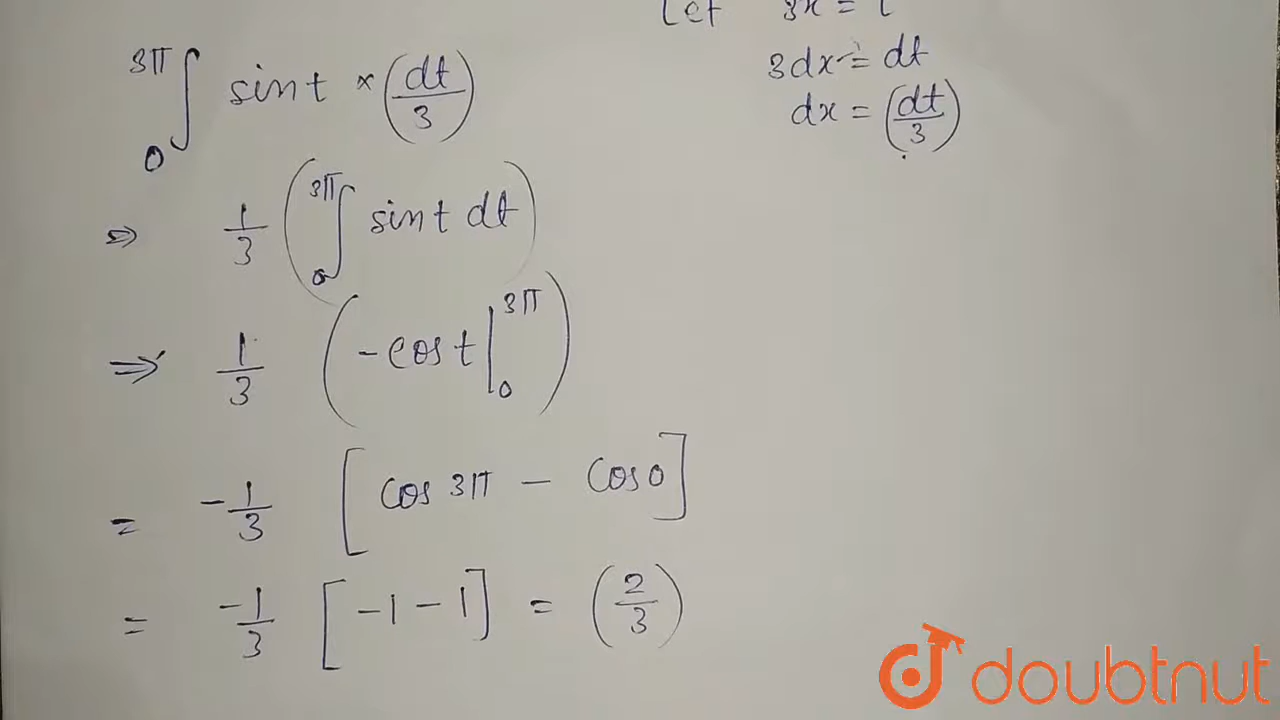 Let 3x = t
3dx = dt
dx = (dt/3)
∫₀^3π sin t × (dt/3)
⇒ 1/3 (∫₀^3π sin t dt)
⇒ 1/3 (-cos t |₀^3π)
= -1/3 [cos 3π - cos 0]
= -1/3 [-1 - 1] = (2/3)
doubtnut